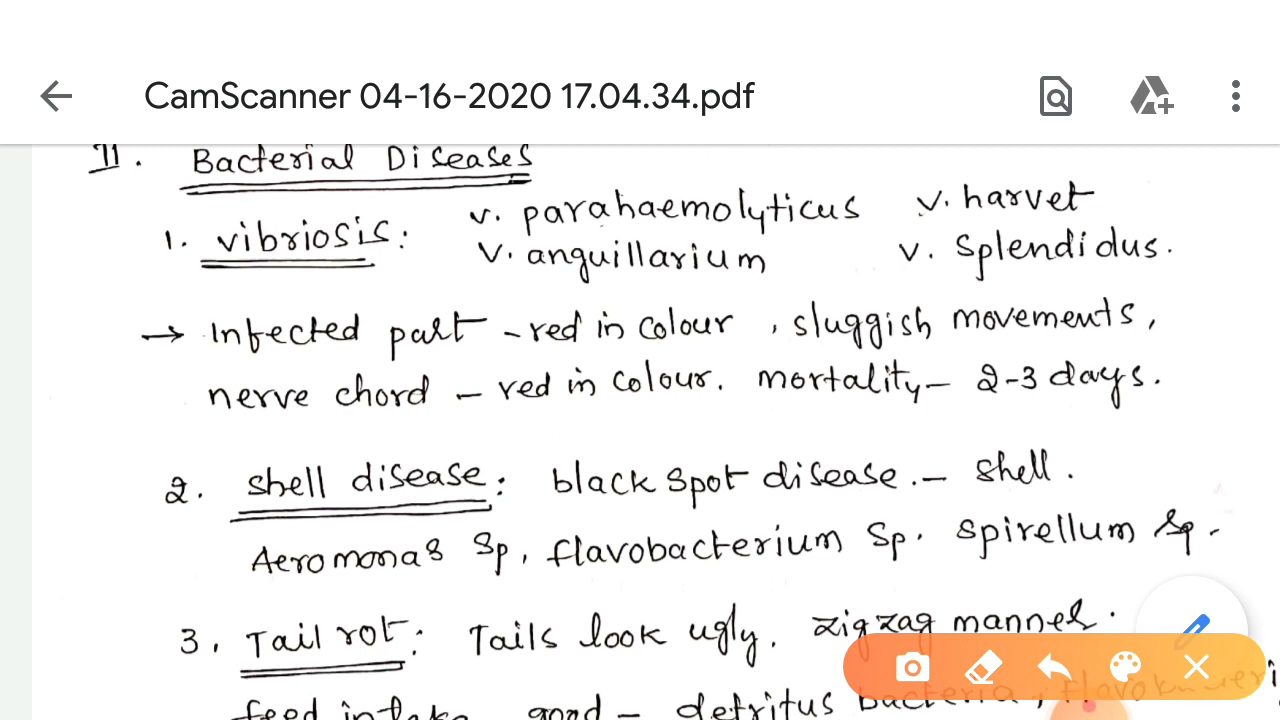 CamScanner 04-16-2020 17.04.34.pdf
II. Bacterial Diseases
1. vibriosis: v. parahaemolyticus v. harvet
v. anguillarium v. splendidus.
→ Infected part - red in colour, sluggish movements,
nerve chord - red in colour. mortality - 2-3 days.
2. shell disease: black spot disease. - shell.
Aeromonas sp, flavobacterium sp. spirellum sp.
3. Tail rot: Tails look ugly. zigzag manner.
feed intake good - detritus bacteria,